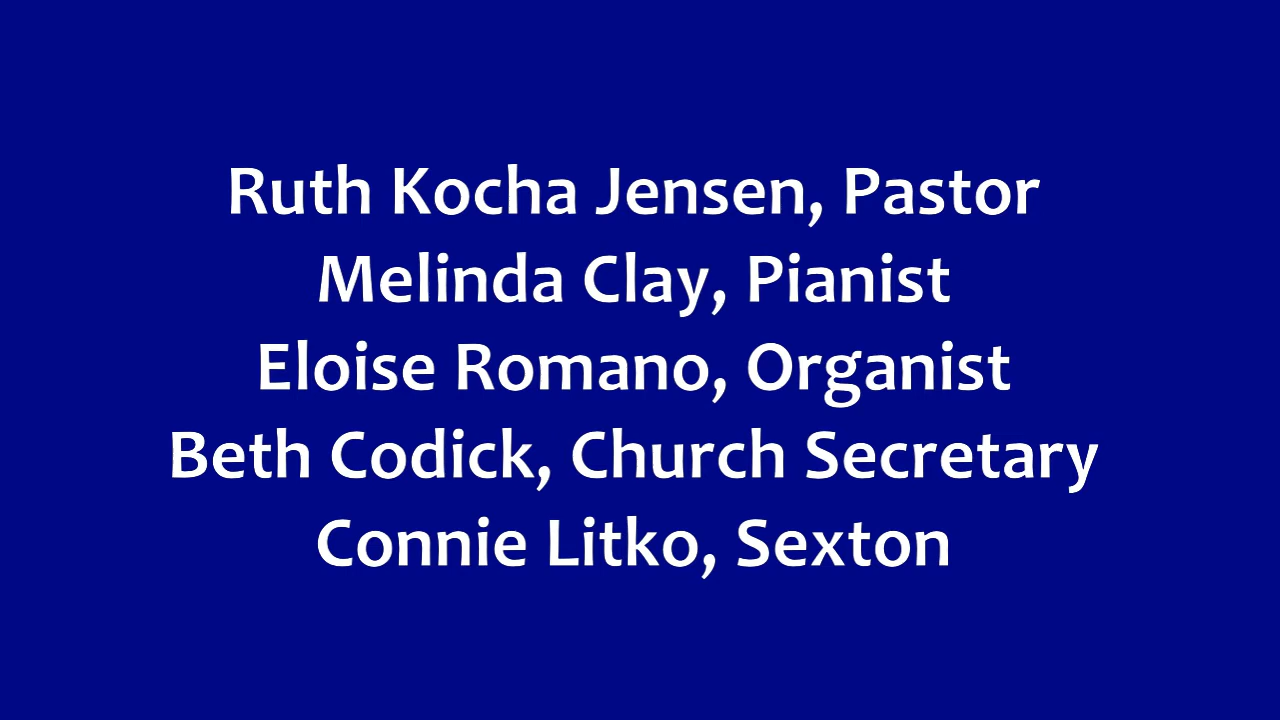 Ruth Kocha Jensen, Pastor
Melinda Clay, Pianist
Eloise Romano, Organist
Beth Codick, Church Secretary
Connie Litko, Sexton